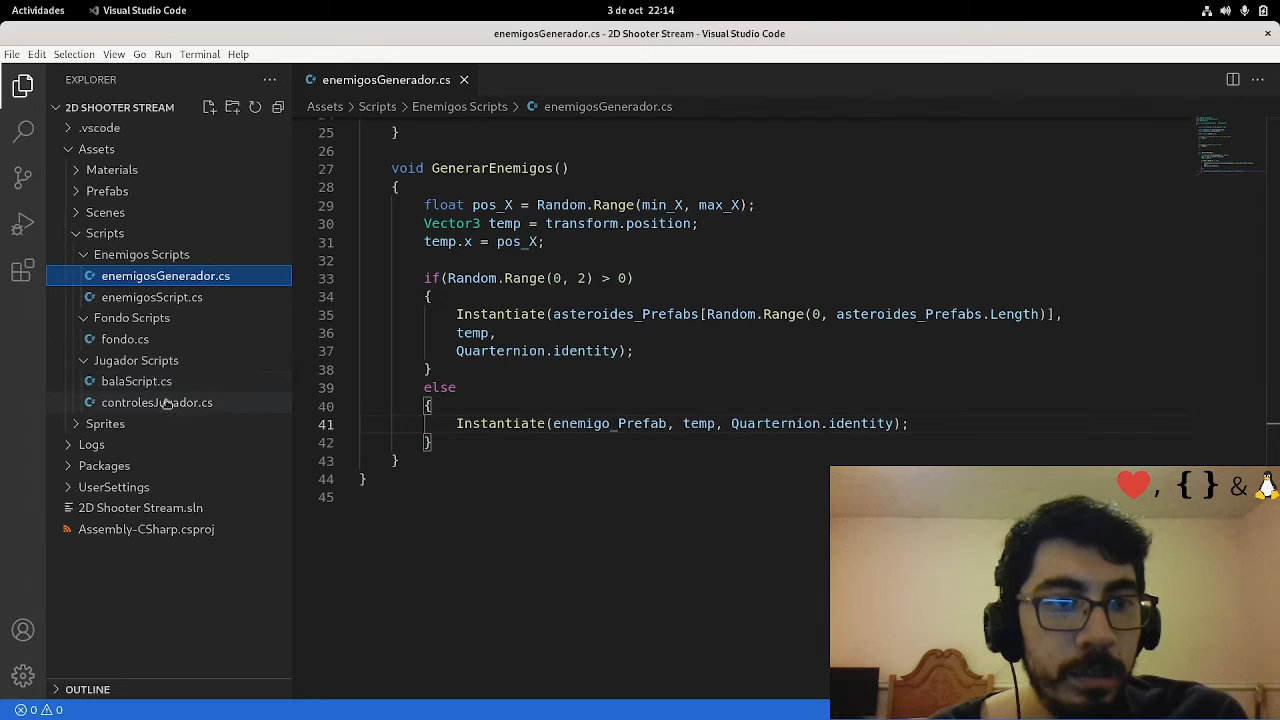 Actividades
Visual Studio Code
3 de oct 22:14
enemigosGenerador.cs - 2D Shooter Stream - Visual Studio Code
File Edit Selection View Go Run Terminal Help
EXPLORER
2D SHOOTER STREAM
.vscode
Assets
Materials
Prefabs
Scenes
Scripts
Enemigos Scripts
enemigosGenerador.cs
enemigosScript.cs
Fondo Scripts
fondo.cs
Jugador Scripts
balaScript.cs
controlesJugador.cs
Sprites
Logs
Packages
UserSettings
2D Shooter Stream.sln
Assembly-CSharp.csproj
OUTLINE
0 0
enemigosGenerador.cs
Assets > Scripts > Enemigos Scripts > enemigosGenerador.cs
25 }
26
27 void GenerarEnemigos()
28 {
29 float pos_X = Random.Range(min_X, max_X);
30 Vector3 temp = transform.position;
31 temp.x = pos_X;
32
33 if(Random.Range(0, 2) > 0)
34 {
35 Instantiate(asteroides_Prefabs[Random.Range(0, asteroides_Prefabs.Length)],
36 temp,
37 Quarternion.identity);
38 }
39 else
40 {
41 Instantiate(enemigo_Prefab, temp, Quarternion.identity);
42 }
43 }
44 }
45
, { } &